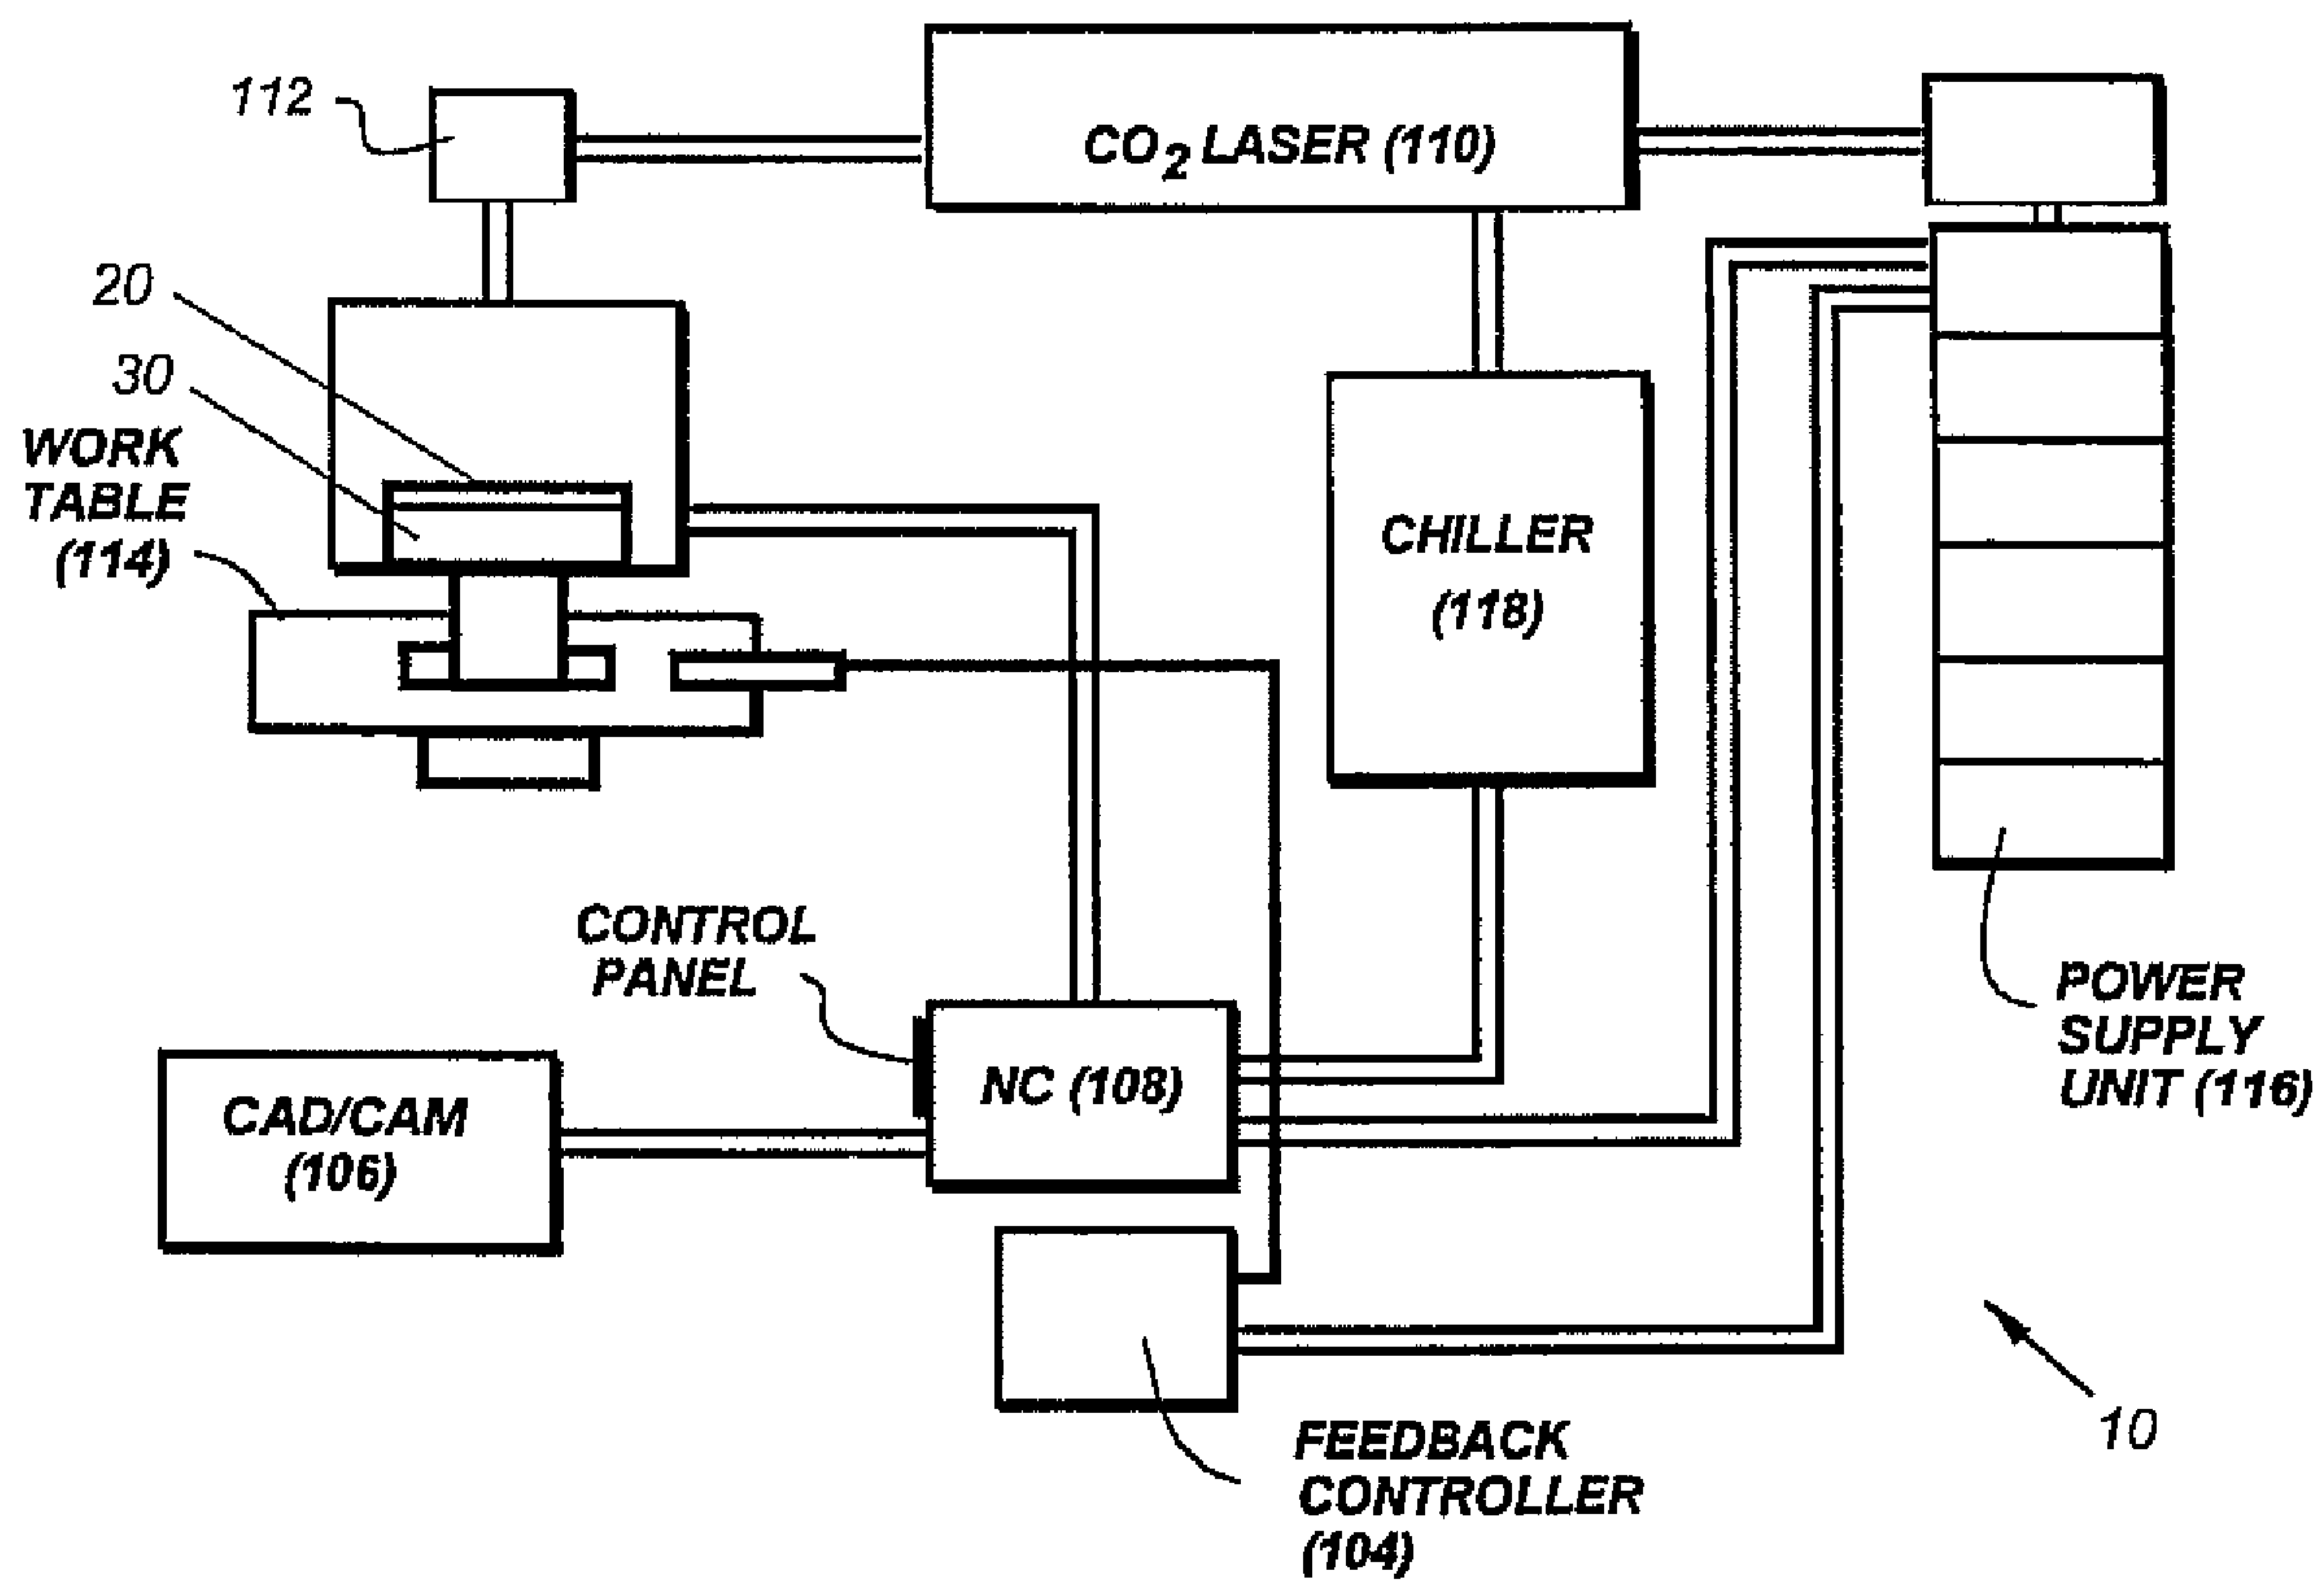 112
CO2 LASER (110)
20
30
WORK
TABLE
(114)
CHILLER
(118)
CONTROL
PANEL
NC (108)
CAD/CAM
(106)
POWER
SUPPLY
UNIT (116)
FEEDBACK
CONTROLLER
(104)
10